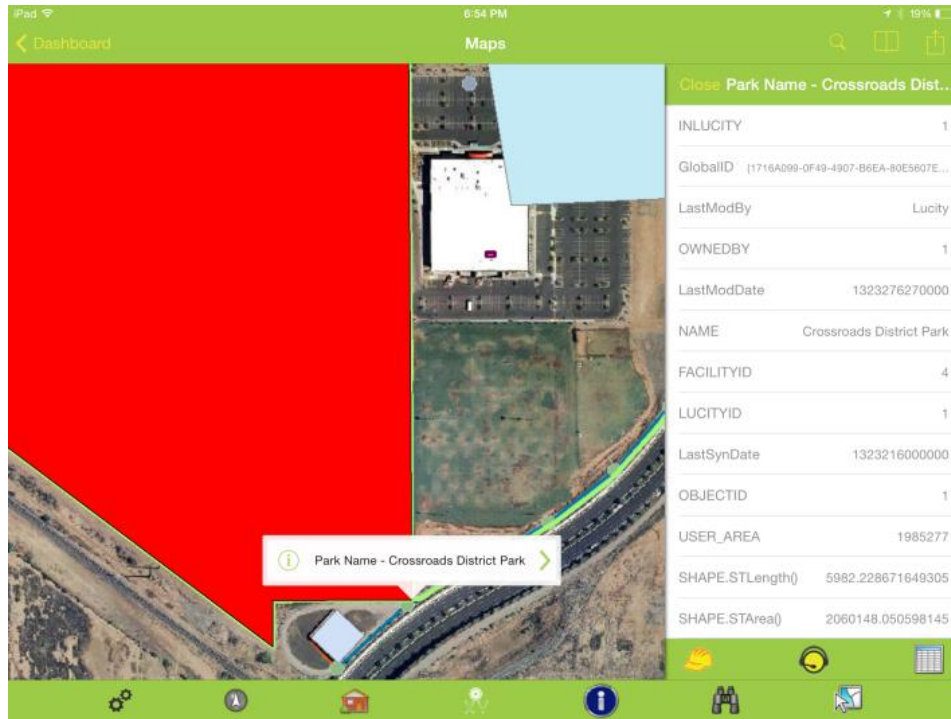 iPad 6:54 PM 19%
Dashboard Maps
Close Park Name - Crossroads Dist..
INLUCITY 1
GlobalID {1716A099-0F49-4907-B6EA-80E5607E...
LastModBy Lucity
OWNEDBY 1
LastModDate 1323276270000
NAME Crossroads District Park
FACILITYID 4
LUCITYID 1
LastSynDate 1323216000000
OBJECTID 1
USER_AREA 1985277
SHAPE.STLength() 5982.228671649305
SHAPE.STArea() 2060148.050598145
Park Name - Crossroads District Park